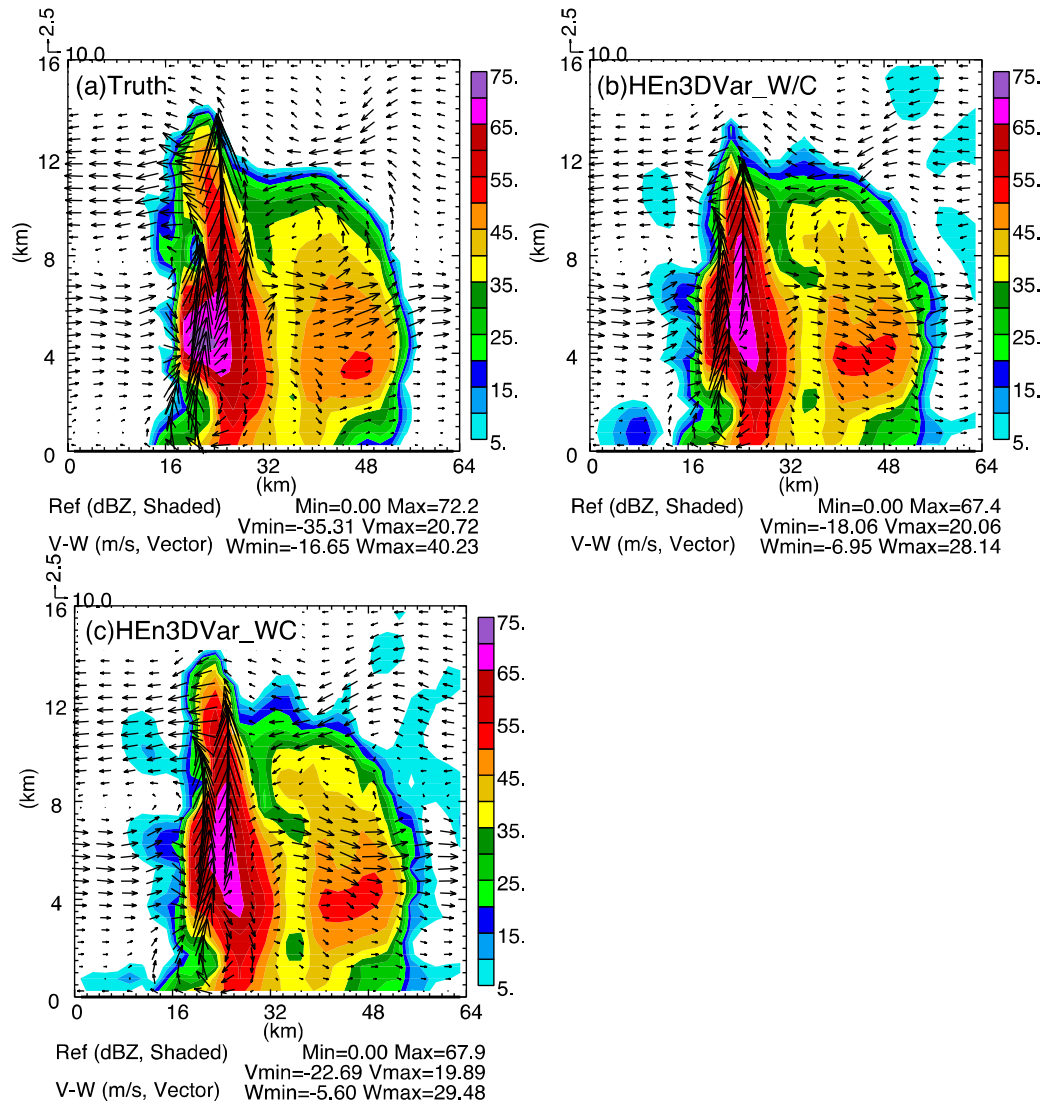 2.5
10.0
16
12
8
4
0
(km)
(a)Truth
75.
65.
55.
45.
35.
25.
15.
5.
0 16 32 48 64
(km)
Ref (dBZ, Shaded) Min=0.00 Max=72.2
Vmin=-35.31 Vmax=20.72
V-W (m/s, Vector) Wmin=-16.65 Wmax=40.23
2.5
10.0
16
12
8
4
0
(km)
(b)HEn3DVar_W/C
75.
65.
55.
45.
35.
25.
15.
5.
0 16 32 48 64
(km)
Ref (dBZ, Shaded) Min=0.00 Max=67.4
Vmin=-18.06 Vmax=20.06
V-W (m/s, Vector) Wmin=-6.95 Wmax=28.14
2.5
10.0
16
12
8
4
0
(km)
(c)HEn3DVar_WC
75.
65.
55.
45.
35.
25.
15.
5.
0 16 32 48 64
(km)
Ref (dBZ, Shaded) Min=0.00 Max=67.9
Vmin=-22.69 Vmax=19.89
V-W (m/s, Vector) Wmin=-5.60 Wmax=29.48